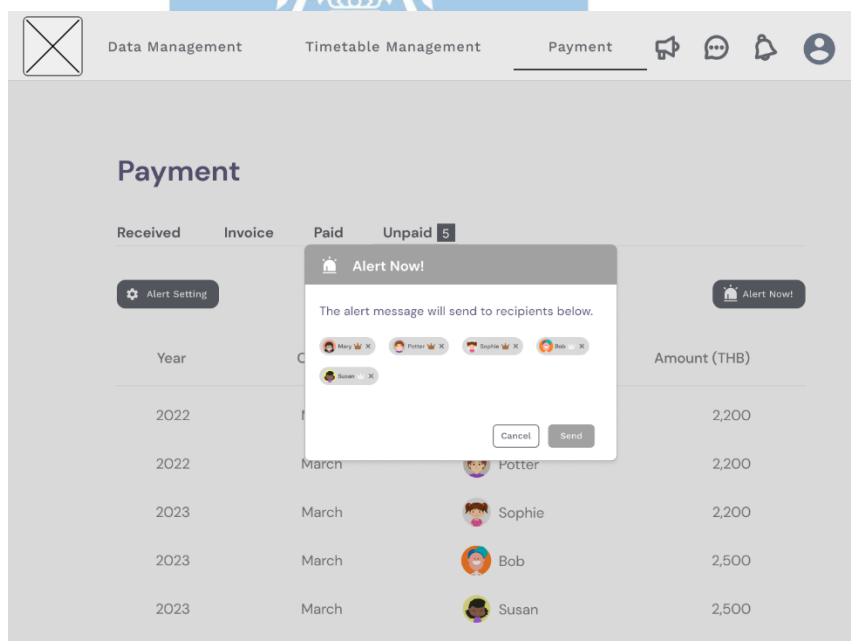 Data Management Timetable Management Payment
Payment
Received Invoice Paid Unpaid 5
Alert Now!
Alert Setting
Alert Now!
The alert message will send to recipients below.
Mary Potter Sophie Bob
Susan
Cancel Send
Year Amount (THB)
2022 2,200
2022 March Potter 2,200
2023 March Sophie 2,200
2023 March Bob 2,500
2023 March Susan 2,500